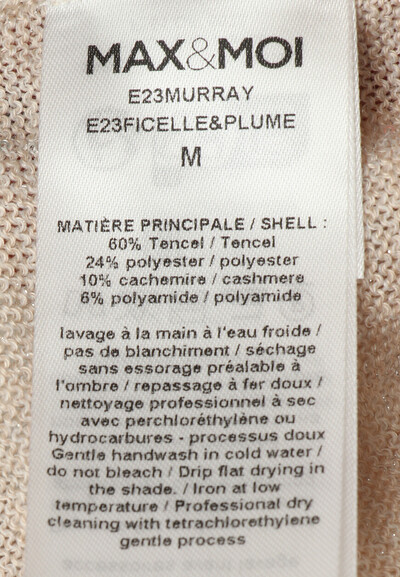 MAX&MOI
E23MURRAY
E23FICELLE&PLUME
M
MATIÈRE PRINCIPALE / SHELL :
60% Tencel / Tencel
24% polyester / polyester
10% cachemire / cashmere
6% polyamide / polyamide
lavage à la main à l'eau froide /
pas de blanchiment / séchage
sans essorage préalable à
l'ombre / repassage à fer doux /
nettoyage professionnel à sec
avec perchloréthylène ou
hydrocarbures - processus doux
Gentle handwash in cold water /
do not bleach / Drip flat drying in
the shade. / Iron at low
temperature / Professional dry
cleaning with tetrachlorethylene
gentle process